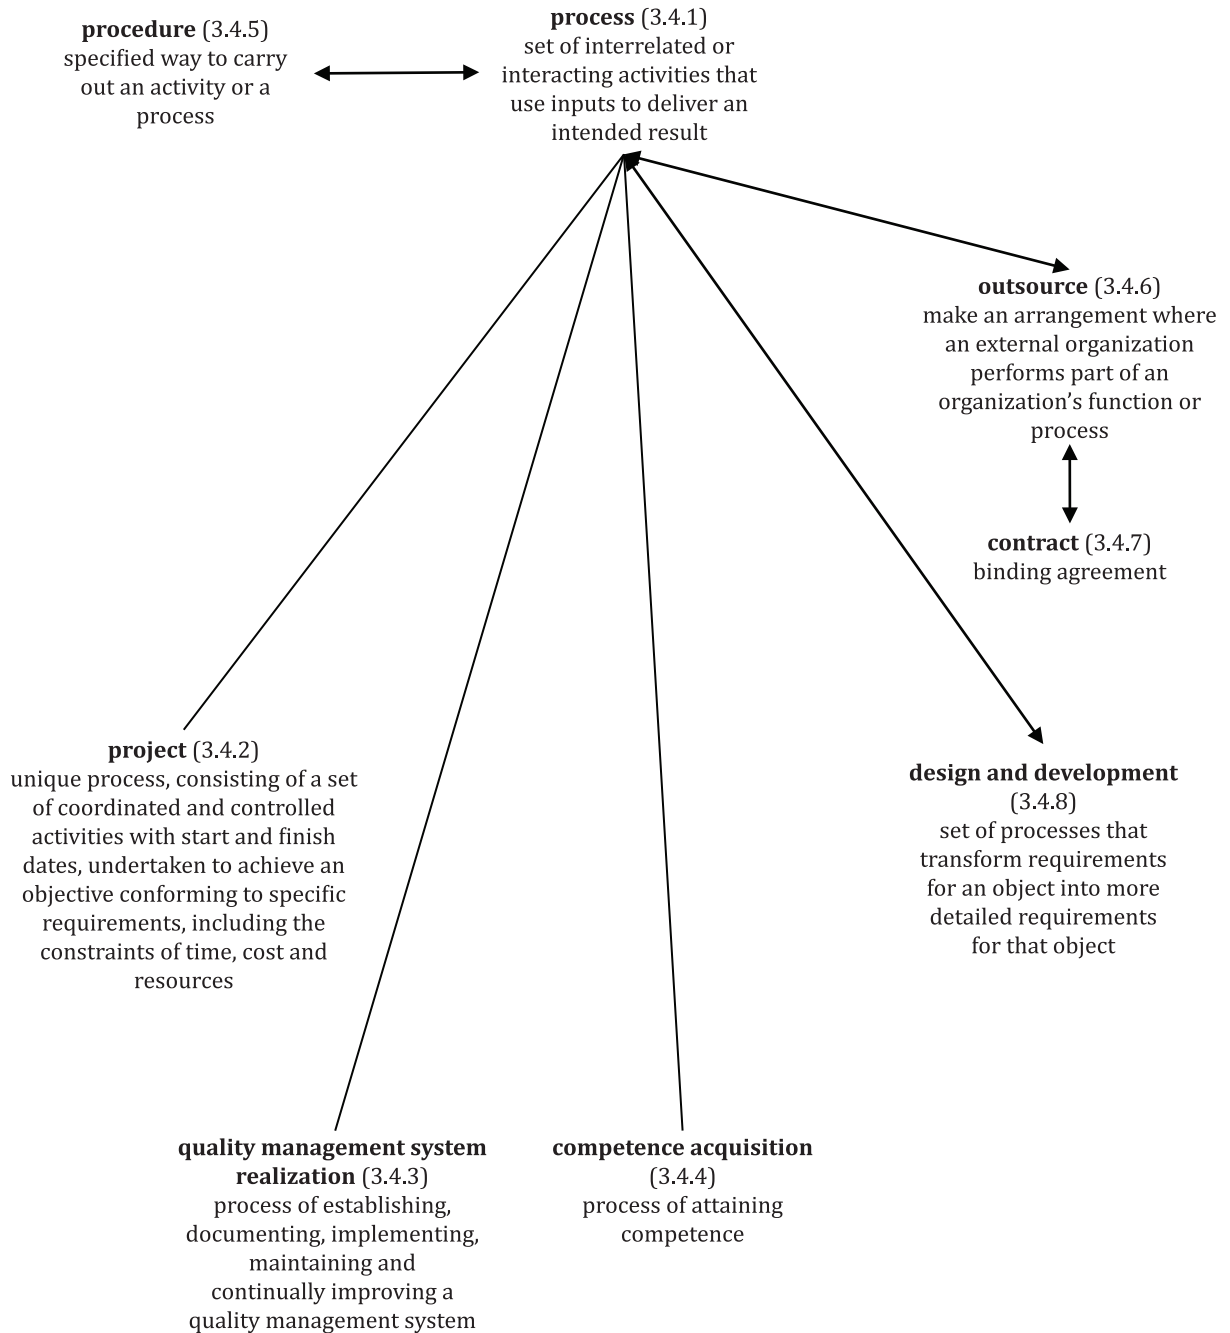 procedure (3.4.5)
specified way to carry
out an activity or a
process
process (3.4.1)
set of interrelated or
interacting activities that
use inputs to deliver an
intended result
outsource (3.4.6)
make an arrangement where
an external organization
performs part of an
organization’s function or
process
contract (3.4.7)
binding agreement
project (3.4.2)
unique process, consisting of a set
of coordinated and controlled
activities with start and finish
dates, undertaken to achieve an
objective conforming to specific
requirements, including the
constraints of time, cost and
resources
design and development
(3.4.8)
set of processes that
transform requirements
for an object into more
detailed requirements
for that object
quality management system
realization (3.4.3)
process of establishing,
documenting, implementing,
maintaining and
continually improving a
quality management system
competence acquisition
(3.4.4)
process of attaining
competence